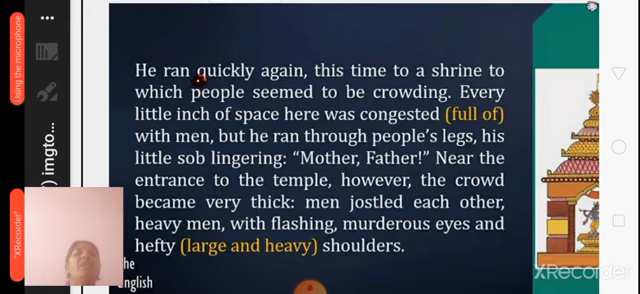 He ran quickly again, this time to a shrine to
which people seemed to be crowding. Every
little inch of space here was congested (full of)
with men, but he ran through people's legs, his
little sob lingering: "Mother, Father!" Near the
entrance to the temple, however, the crowd
became very thick: men jostled each other,
heavy men, with flashing, murderous eyes and
hefty (large and heavy) shoulders.
The
English
Using the microphone
) imgto...
"XRecorder"
XRecorder